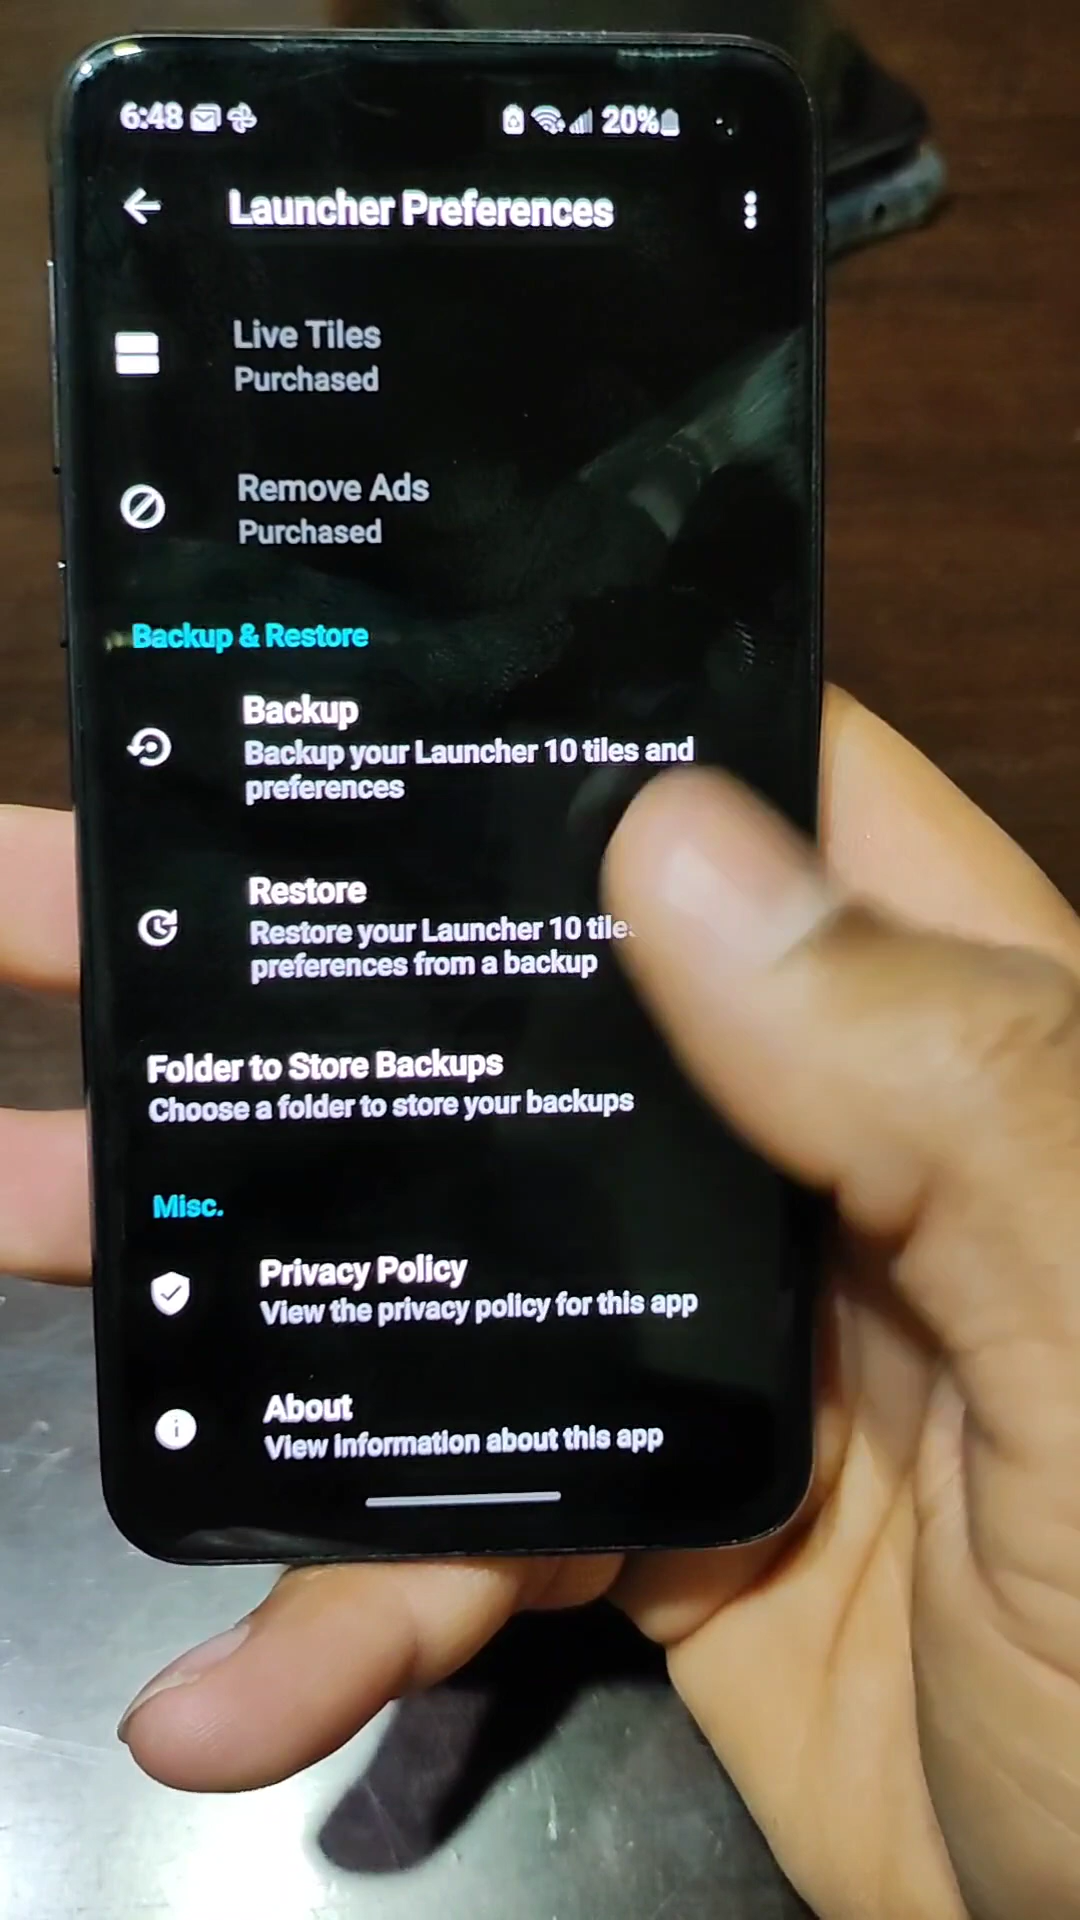 6:48
20%
Launcher Preferences
Live Tiles
Purchased
Remove Ads
Purchased
Backup & Restore
Backup
Backup your Launcher 10 tiles and
preferences
Restore
Restore your Launcher 10 tile
preferences from a backup
Folder to Store Backups
Choose a folder to store your backups
Misc.
Privacy Policy
View the privacy policy for this app
About
View information about this app